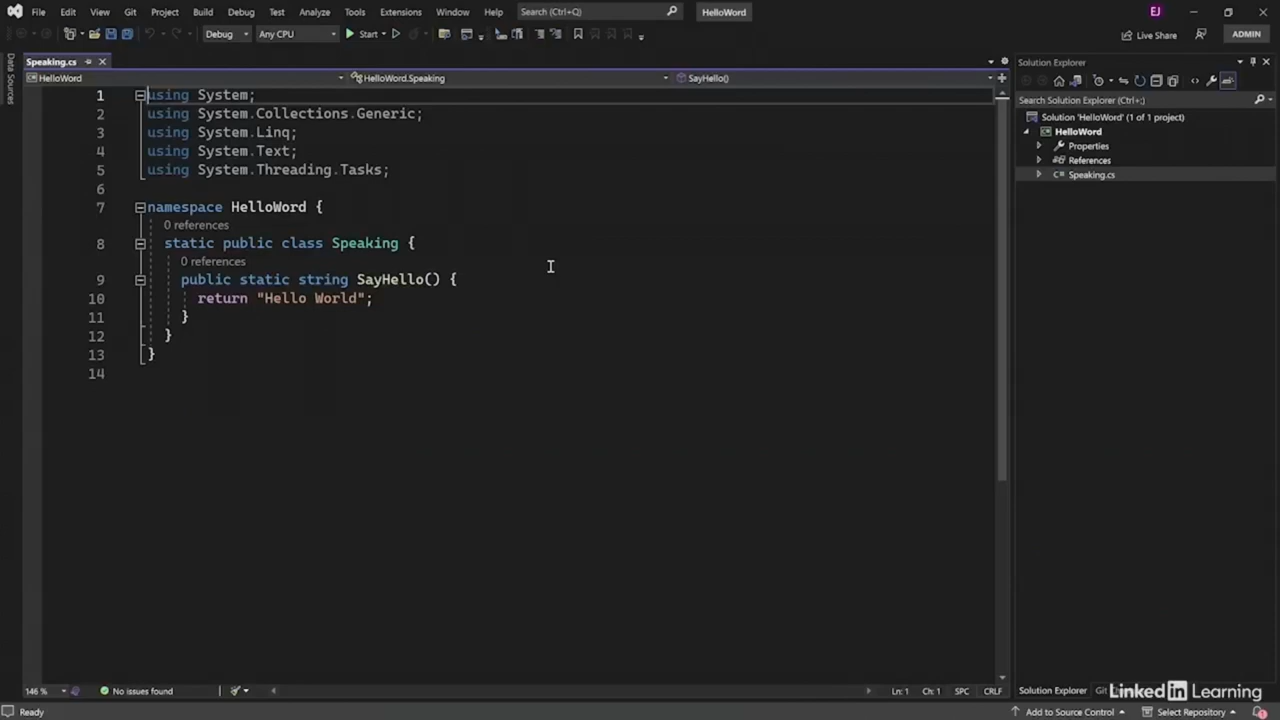 File Edit View Git Project Build Debug Test Analyze Tools Extensions Window Help Search (Ctrl+Q) HelloWord EJ
Debug Any CPU Start Live Share ADMIN
Data Sources
Speaking.cs
HelloWord HelloWord.Speaking SayHello()
1 using System;
2 using System.Collections.Generic;
3 using System.Linq;
4 using System.Text;
5 using System.Threading.Tasks;
6
7 namespace HelloWord {
0 references
8 static public class Speaking {
0 references
9 public static string SayHello() {
10 return "Hello World";
11 }
12 }
13 }
14
Solution Explorer
Search Solution Explorer (Ctrl+;)
Solution 'HelloWord' (1 of 1 project)
HelloWord
Properties
References
C# Speaking.cs
146 % No issues found Ln: 1 Ch: 1 SPC CRLF
Solution Explorer
LinkedIn Learning
Ready Add to Source Control Select Repository